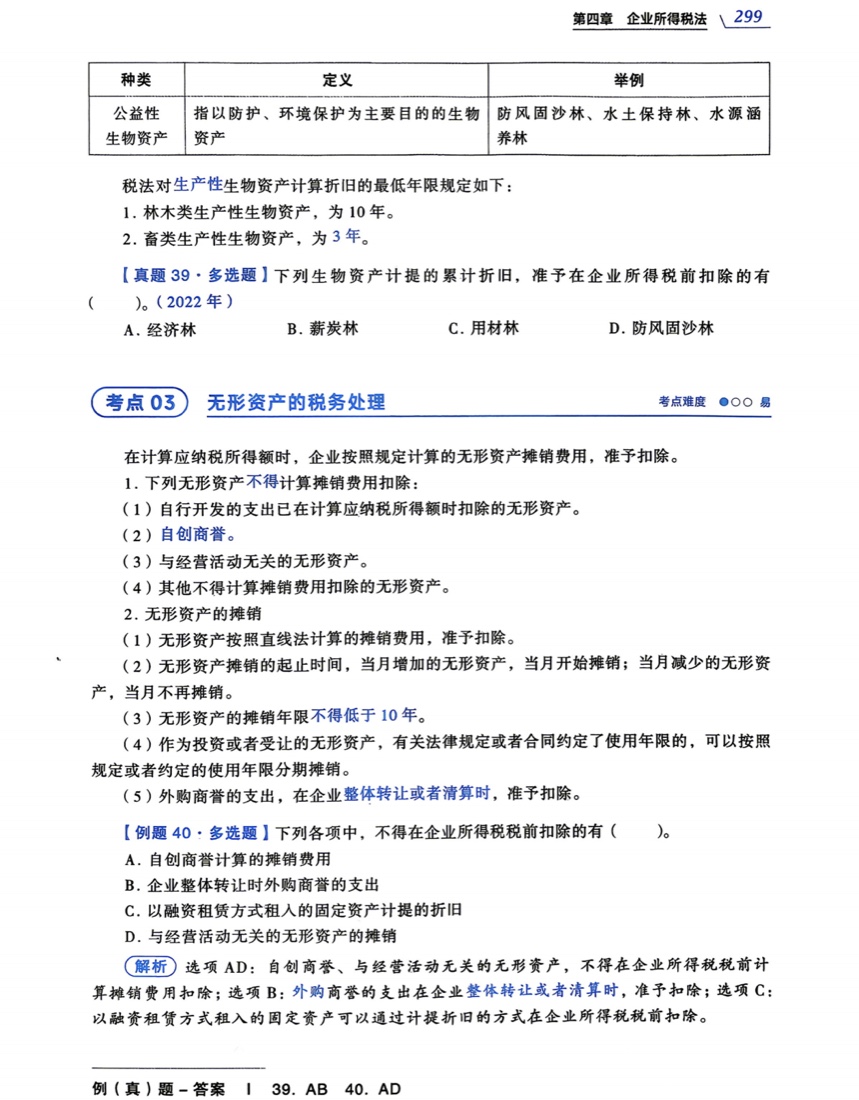 第四章　企业所得税法　299
种类　定义　举例
公益性　指以防护、环境保护为主要目的的生物　防风固沙林、水土保持林、水源涵
生物资产　资产　养林
税法对生产性生物资产计算折旧的最低年限规定如下：
1. 林木类生产性生物资产，为 10 年。
2. 畜类生产性生物资产，为 3 年。
【真题 39·多选题】下列生物资产计提的累计折旧，准予在企业所得税前扣除的有
(　　)。（2022 年）
A. 经济林　B. 薪炭林　C. 用材林　D. 防风固沙林
考点 03　无形资产的税务处理　考点难度 ●○○ 易
在计算应纳税所得额时，企业按照规定计算的无形资产摊销费用，准予扣除。
1. 下列无形资产不得计算摊销费用扣除：
（1）自行开发的支出已在计算应纳税所得额时扣除的无形资产。
（2）自创商誉。
（3）与经营活动无关的无形资产。
（4）其他不得计算摊销费用扣除的无形资产。
2. 无形资产的摊销
（1）无形资产按照直线法计算的摊销费用，准予扣除。
（2）无形资产摊销的起止时间，当月增加的无形资产，当月开始摊销；当月减少的无形资
产，当月不再摊销。
（3）无形资产的摊销年限不得低于 10 年。
（4）作为投资或者受让的无形资产，有关法律规定或者合同约定了使用年限的，可以按照
规定或者约定的使用年限分期摊销。
（5）外购商誉的支出，在企业整体转让或者清算时，准予扣除。
【例题 40·多选题】下列各项中，不得在企业所得税税前扣除的有（　　）。
A. 自创商誉计算的摊销费用
B. 企业整体转让时外购商誉的支出
C. 以融资租赁方式租入的固定资产计提的折旧
D. 与经营活动无关的无形资产的摊销
解析 选项 AD：自创商誉、与经营活动无关的无形资产，不得在企业所得税税前计
算摊销费用扣除；选项 B：外购商誉的支出在企业整体转让或者清算时，准予扣除；选项 C：
以融资租赁方式租入的固定资产可以通过计提折旧的方式在企业所得税税前扣除。
例（真）题－答案　|　39. AB　40. AD